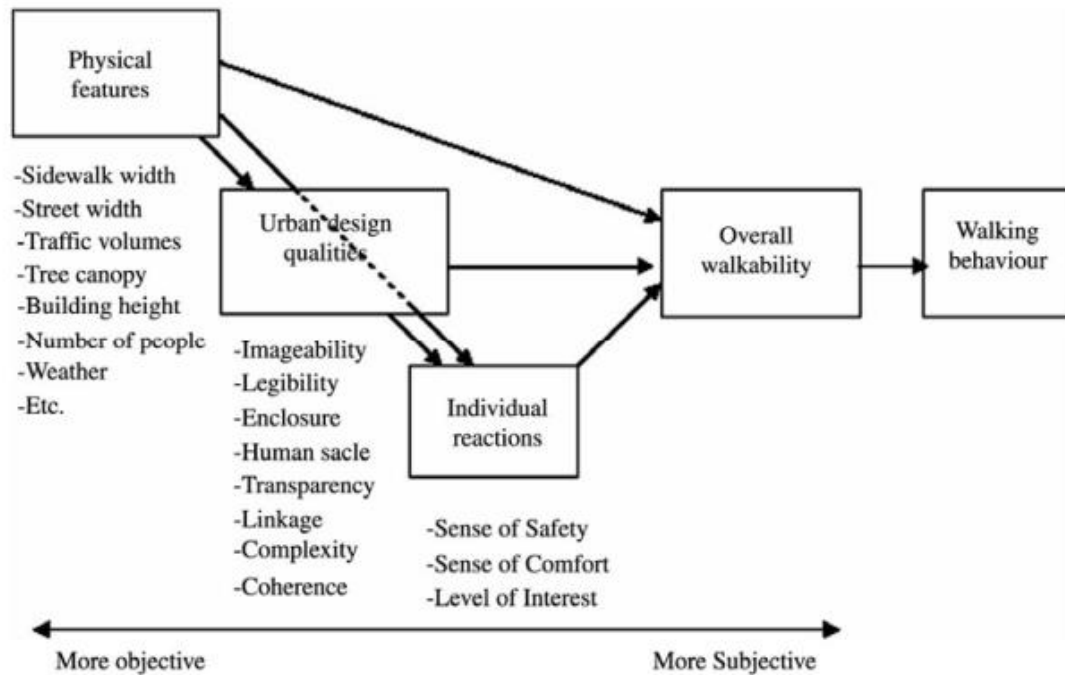 Physical
features
-Sidewalk width
-Street width
-Traffic volumes
-Tree canopy
-Building height
-Number of people
-Weather
-Etc.
Urban design
qualities
-Imageability
-Legibility
-Enclosure
-Human sacle
-Transparency
-Linkage
-Complexity
-Coherence
Individual
reactions
-Sense of Safety
-Sense of Comfort
-Level of Interest
Overall
walkability
Walking
behaviour
More objective
More Subjective